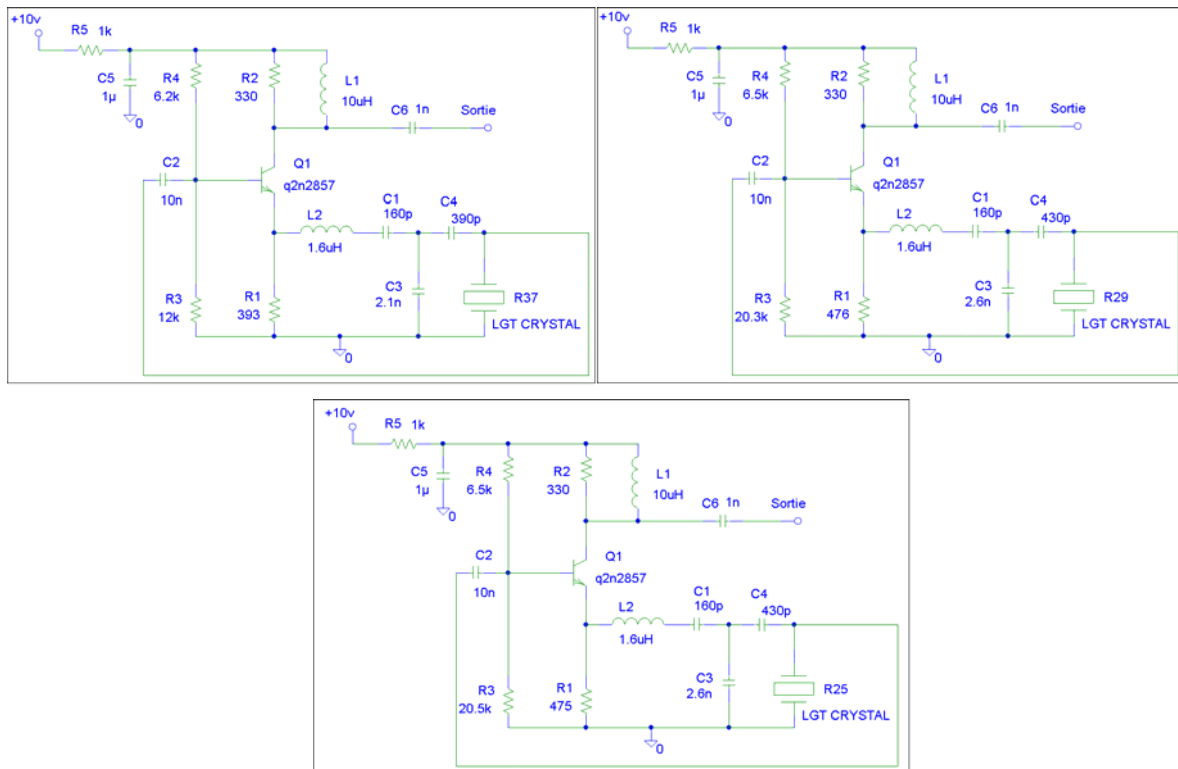 +10v
R5 1k
C5
1µ
0
R4
6.2k
R2
330
L1
10uH
C6 1n
Sortie
C2
10n
Q1
q2n2857
L2
1.6uH
C1
160p
C4
390p
C3
2.1n
R3
12k
R1
393
R37
LGT CRYSTAL
0
+10v
R5 1k
C5
1µ
0
R4
6.5k
R2
330
L1
10uH
C6 1n
Sortie
C2
10n
Q1
q2n2857
L2
1.6uH
C1
160p
C4
430p
C3
2.6n
R3
20.3k
R1
476
R29
LGT CRYSTAL
0
+10v
R5 1k
C5
1µ
0
R4
6.5k
R2
330
L1
10uH
C6 1n
Sortie
C2
10n
Q1
q2n2857
L2
1.6uH
C1
160p
C4
430p
C3
2.6n
R3
20.5k
R1
475
R25
LGT CRYSTAL
0